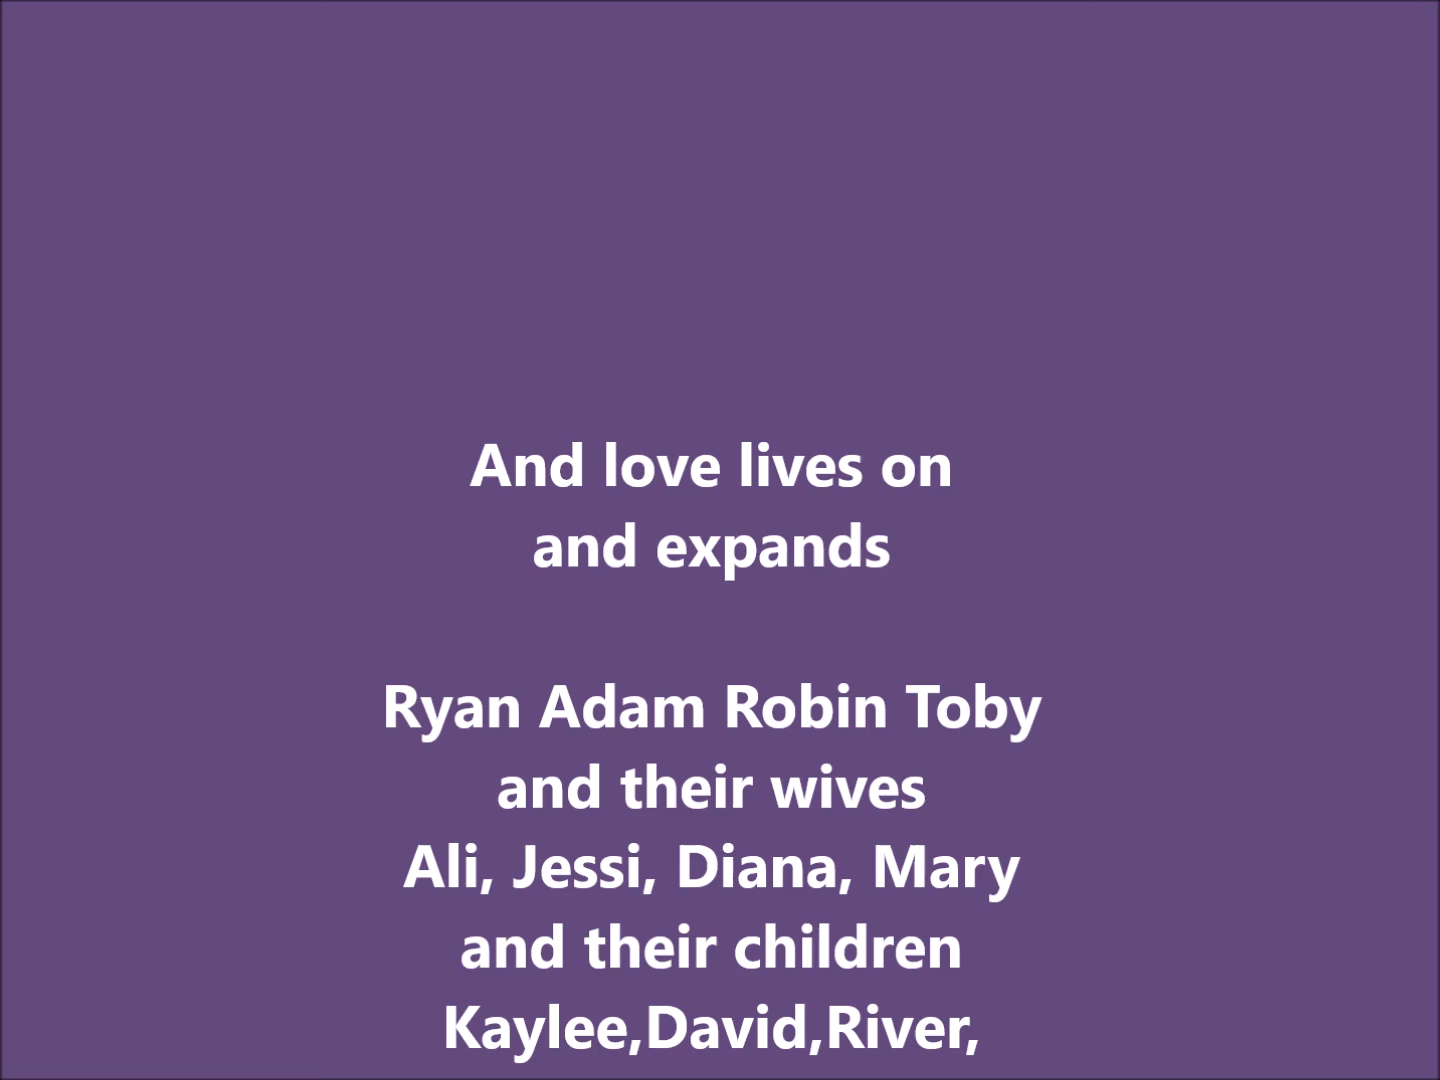 And love lives on
and expands
Ryan Adam Robin Toby
and their wives
Ali, Jessi, Diana, Mary
and their children
Kaylee,David,River,